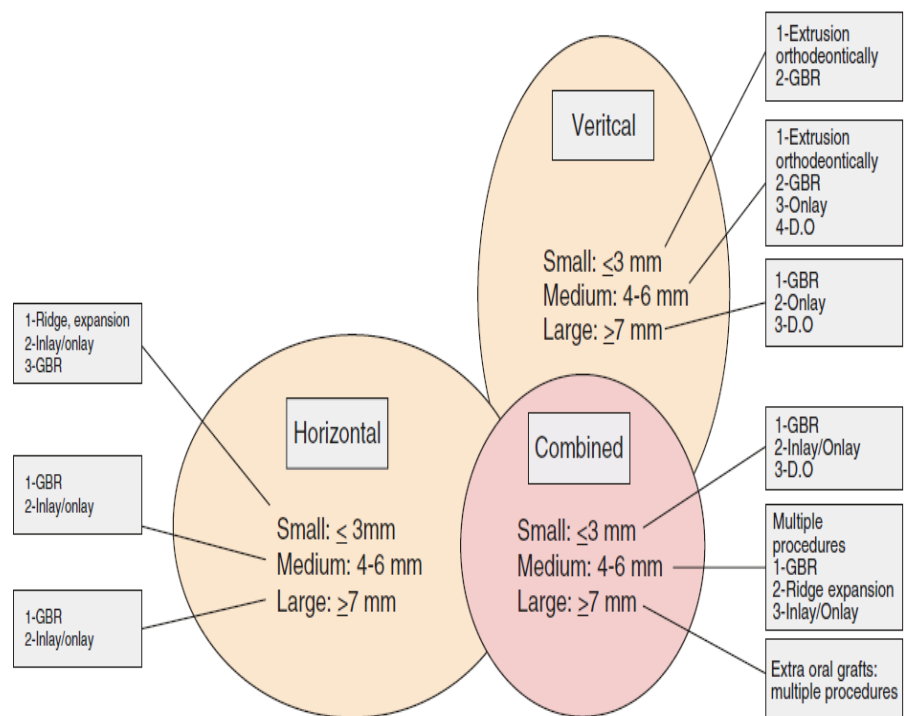 1-Extrusion
orthodeontically
2-GBR
Veritcal
1-Extrusion
orthodeontically
2-GBR
3-Onlay
4-D.O
Small: ≤3 mm
Medium: 4-6 mm
Large: ≥7 mm
1-GBR
2-Onlay
3-D.O
1-Ridge, expansion
2-Inlay/onlay
3-GBR
Horizontal
1-GBR
2-Inlay/onlay
Small: ≤ 3mm
Medium: 4-6 mm
Large: ≥7 mm
1-GBR
2-Inlay/onlay
Combined
1-GBR
2-Inlay/Onlay
3-D.O
Small: ≤3 mm
Medium: 4-6 mm
Large: ≥7 mm
Multiple
procedures
1-GBR
2-Ridge expansion
3-Inlay/Onlay
Extra oral grafts:
multiple procedures